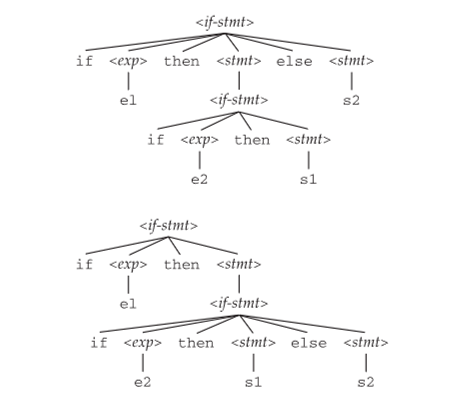 <if-stmt>
if <exp> then <stmt> else <stmt>
e1 <if-stmt> s2
if <exp> then <stmt>
e2 s1
<if-stmt>
if <exp> then <stmt>
e1 <if-stmt>
if <exp> then <stmt> else <stmt>
e2 s1 s2